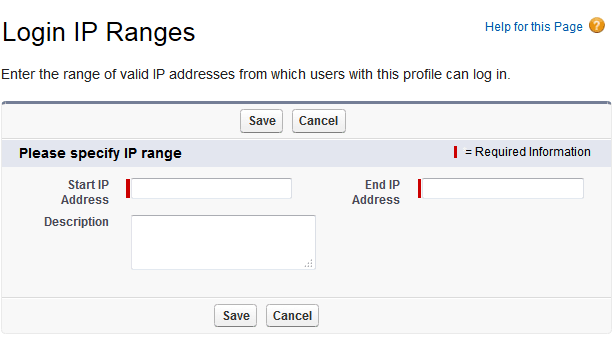 Login IP Ranges
Help for this Page ?
Enter the range of valid IP addresses from which users with this profile can log in.
Save Cancel
Please specify IP range
= Required Information
Start IP
Address
End IP
Address
Description
Save Cancel